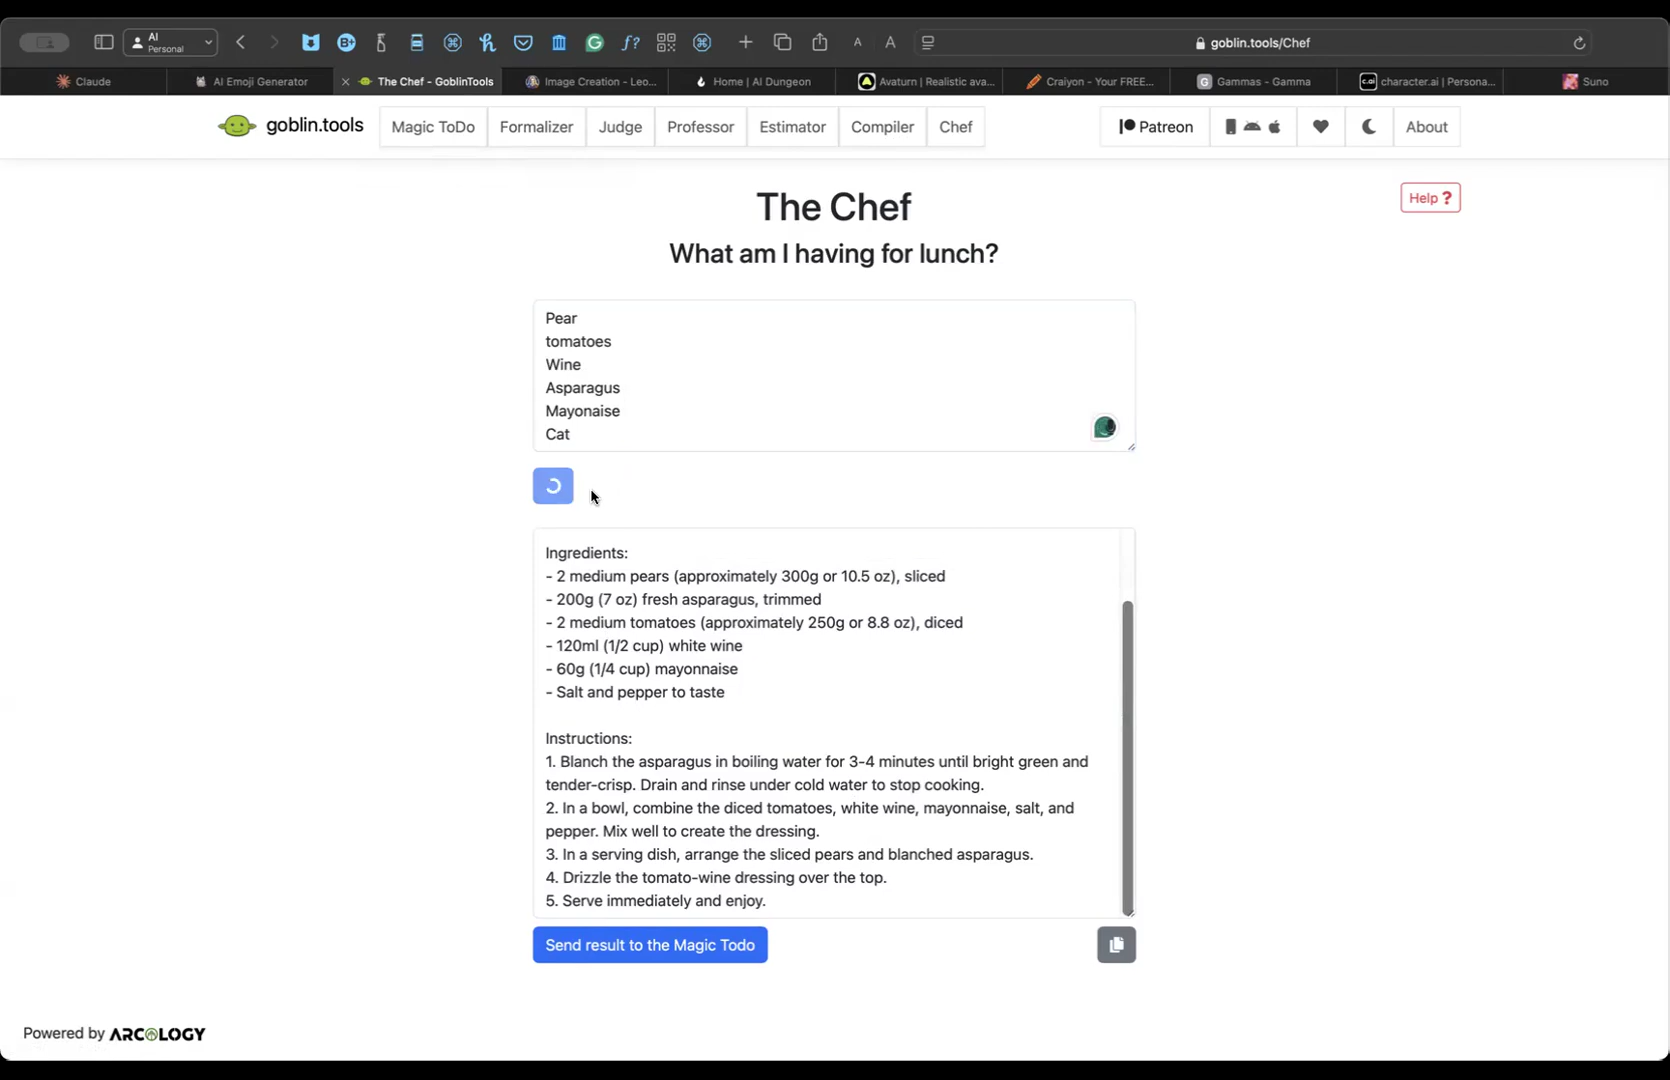 AI
Personal
A
A
goblin.tools/Chef
Claude
AI Emoji Generator
The Chef - GoblinTools
Image Creation - Leo...
Home | AI Dungeon
Avaturn | Realistic ava...
Craiyon - Your FREE...
G
Gammas - Gamma
c.ai
character.ai | Persona...
Suno
goblin.tools
Magic ToDo
Formalizer
Judge
Professor
Estimator
Compiler
Chef
Patreon
About
The Chef
Help ?
What am I having for lunch?
Pear
tomatoes
Wine
Asparagus
Mayonaise
Cat
Ingredients:
- 2 medium pears (approximately 300g or 10.5 oz), sliced
- 200g (7 oz) fresh asparagus, trimmed
- 2 medium tomatoes (approximately 250g or 8.8 oz), diced
- 120ml (1/2 cup) white wine
- 60g (1/4 cup) mayonnaise
- Salt and pepper to taste
Instructions:
1. Blanch the asparagus in boiling water for 3-4 minutes until bright green and
tender-crisp. Drain and rinse under cold water to stop cooking.
2. In a bowl, combine the diced tomatoes, white wine, mayonnaise, salt, and
pepper. Mix well to create the dressing.
3. In a serving dish, arrange the sliced pears and blanched asparagus.
4. Drizzle the tomato-wine dressing over the top.
5. Serve immediately and enjoy.
Send result to the Magic Todo
Powered by ARCOLOGY